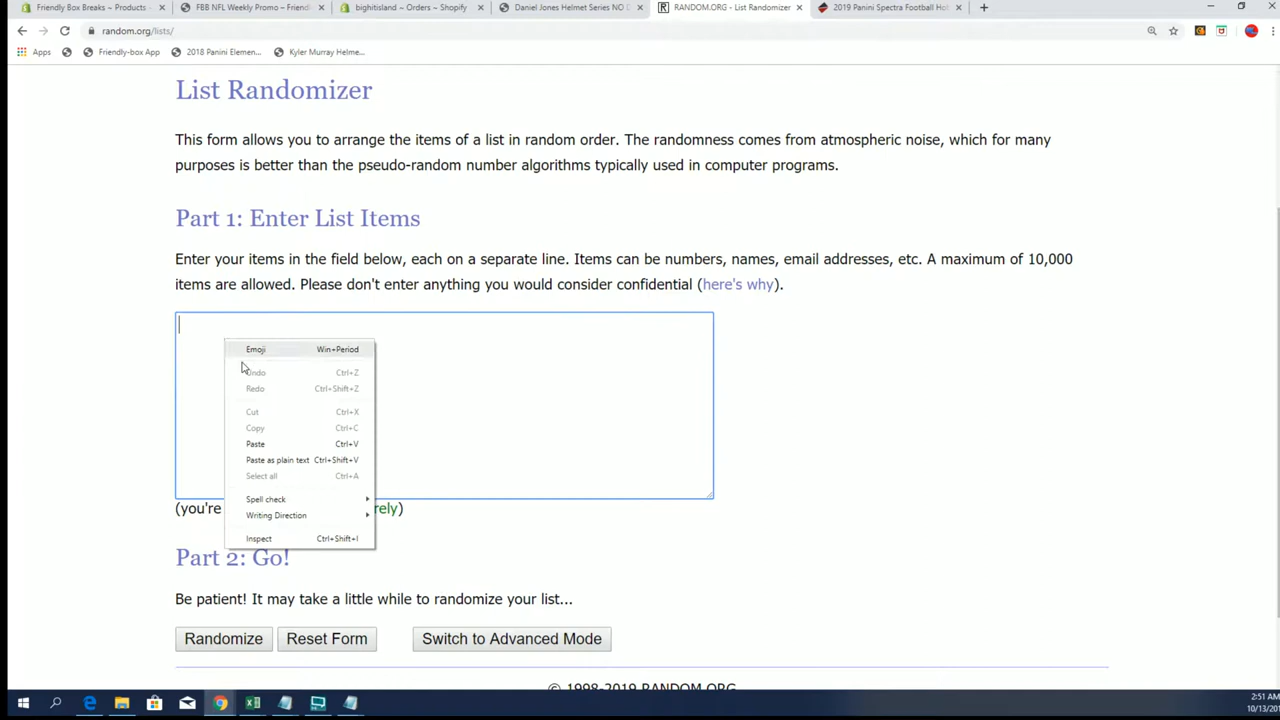 Friendly Box Breaks ~ Products -
FBB NFL Weekly Promo – Friend
bighitisland ~ Orders ~ Shopify
Daniel Jones Helmet Series NO D
RANDOM.ORG - List Randomizer
2019 Panini Spectra Football Hot
random.org/lists/
Apps
Friendly-box App
2018 Panini Elemen...
Kyler Murray Helme...
List Randomizer
This form allows you to arrange the items of a list in random order. The randomness comes from atmospheric noise, which for many
purposes is better than the pseudo-random number algorithms typically used in computer programs.
Part 1: Enter List Items
Enter your items in the field below, each on a separate line. Items can be numbers, names, email addresses, etc. A maximum of 10,000
items are allowed. Please don't enter anything you would consider confidential (here's why).
Emoji Win+Period
Undo Ctrl+Z
Redo Ctrl+Shift+Z
Cut Ctrl+X
Copy Ctrl+C
Paste Ctrl+V
Paste as plain text Ctrl+Shift+V
Select all Ctrl+A
Spell check
(you're rely)
Writing Direction
Inspect Ctrl+Shift+I
Part 2: Go!
Be patient! It may take a little while to randomize your list...
Randomize Reset Form Switch to Advanced Mode
© 1998-2019 RANDOM.ORG
2:51 AM
10/13/20